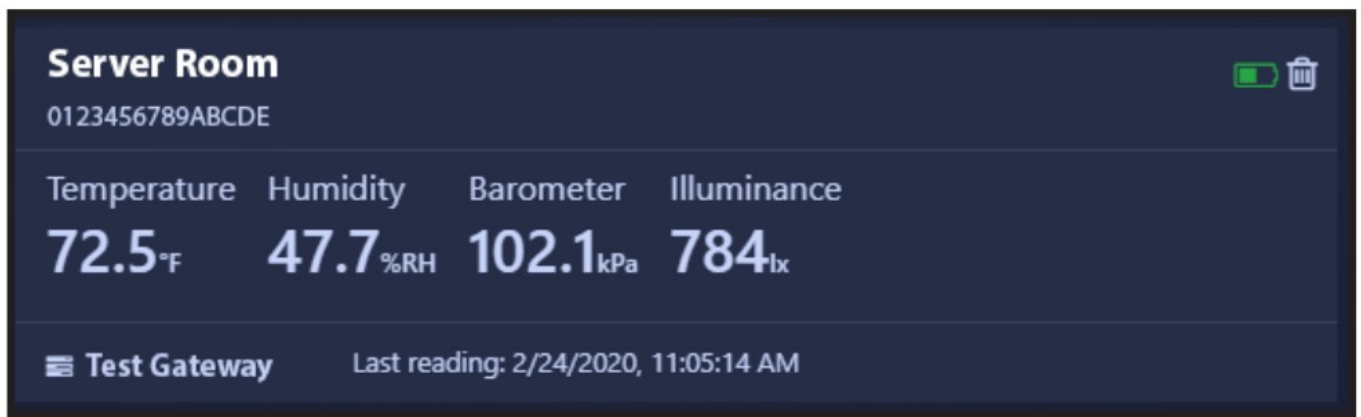 Server Room
0123456789ABCDE
Temperature Humidity Barometer Illuminance
72.5°F 47.7%RH 102.1kPa 784lx
Test Gateway Last reading: 2/24/2020, 11:05:14 AM